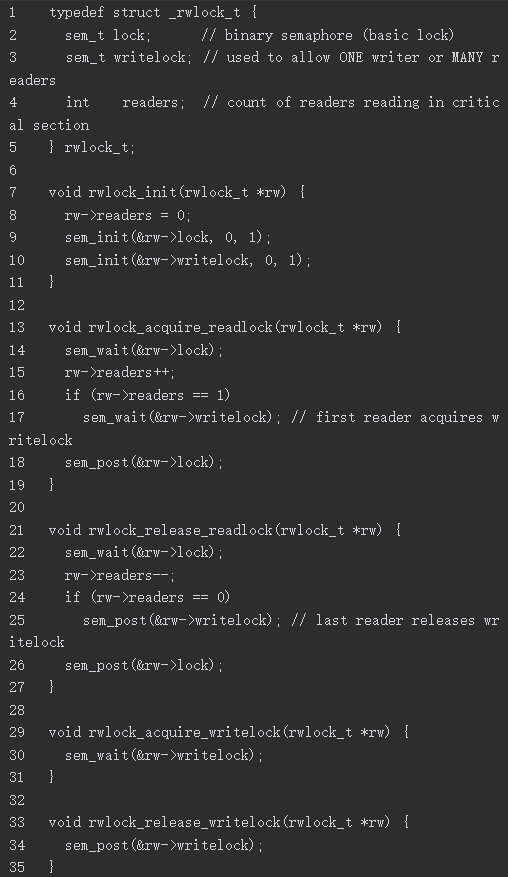 1    typedef struct _rwlock_t {
2      sem_t lock;      // binary semaphore (basic lock)
3      sem_t writelock; // used to allow ONE writer or MANY r
eaders
4      int    readers;  // count of readers reading in critic
al section
5    } rwlock_t;
6
7    void rwlock_init(rwlock_t *rw) {
8      rw->readers = 0;
9      sem_init(&rw->lock, 0, 1);
10     sem_init(&rw->writelock, 0, 1);
11   }
12
13   void rwlock_acquire_readlock(rwlock_t *rw) {
14     sem_wait(&rw->lock);
15     rw->readers++;
16     if (rw->readers == 1)
17       sem_wait(&rw->writelock); // first reader acquires w
ritelock
18     sem_post(&rw->lock);
19   }
20
21   void rwlock_release_readlock(rwlock_t *rw) {
22     sem_wait(&rw->lock);
23     rw->readers--;
24     if (rw->readers == 0)
25       sem_post(&rw->writelock); // last reader releases wr
itelock
26     sem_post(&rw->lock);
27   }
28
29   void rwlock_acquire_writelock(rwlock_t *rw) {
30     sem_wait(&rw->writelock);
31   }
32
33   void rwlock_release_writelock(rwlock_t *rw) {
34     sem_post(&rw->writelock);
35   }